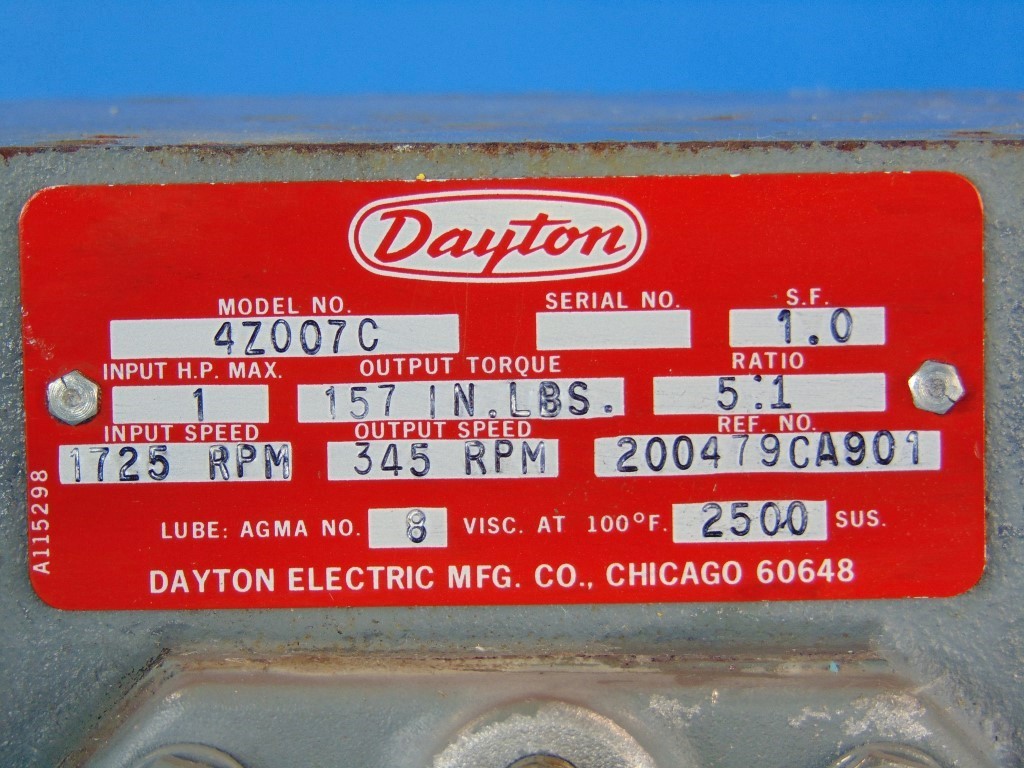 Dayton
MODEL NO. SERIAL NO. S.F.
4Z007C 1.0
INPUT H.P. MAX. OUTPUT TORQUE RATIO
1 157 IN.LBS. 5:1
INPUT SPEED OUTPUT SPEED REF. NO.
1725 RPM 345 RPM 200479CA901
LUBE: AGMA NO. 8 VISC. AT 100°F. 2500 SUS.
DAYTON ELECTRIC MFG. CO., CHICAGO 60648
A115298